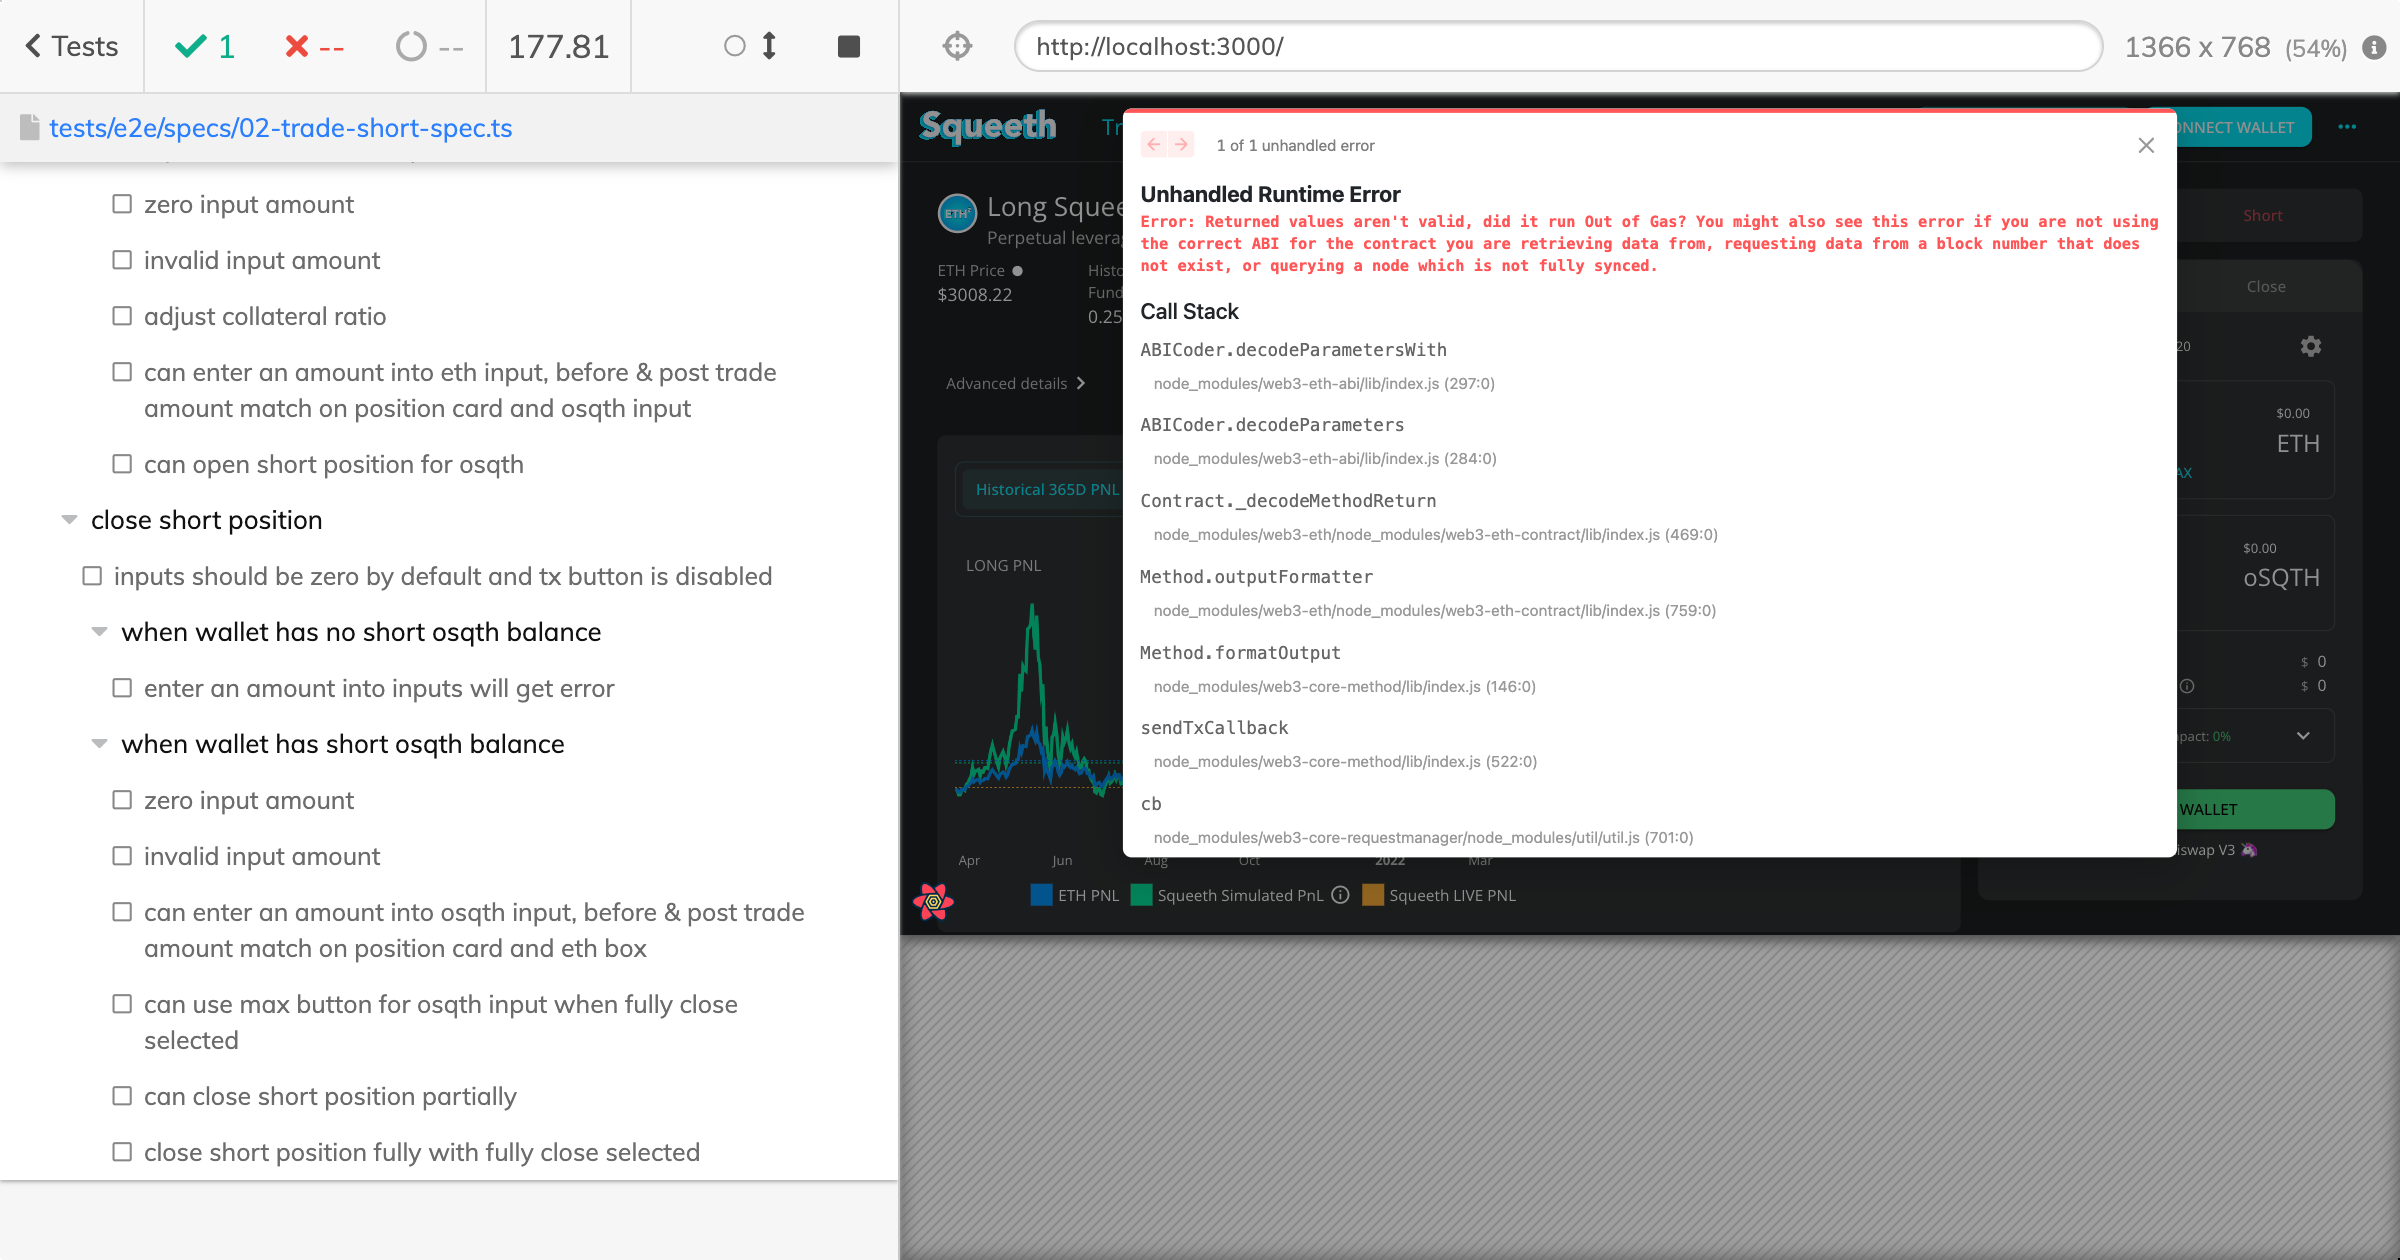 Tests
1
--
--
177.81
http://localhost:3000/
1366 x 768 (54%)
tests/e2e/specs/02-trade-short-spec.ts
zero input amount
invalid input amount
adjust collateral ratio
can enter an amount into eth input, before & post trade
amount match on position card and osqth input
can open short position for osqth
close short position
inputs should be zero by default and tx button is disabled
when wallet has no short osqth balance
enter an amount into inputs will get error
when wallet has short osqth balance
zero input amount
invalid input amount
can enter an amount into osqth input, before & post trade
amount match on position card and eth box
can use max button for osqth input when fully close
selected
can close short position partially
close short position fully with fully close selected
Squeeth
ONNECT WALLET
ETH²
Long Squee
Perpetual levera
ETH Price
$3008.22
Histo
Fund
0.25
Advanced details
Historical 365D PNL
LONG PNL
Apr
Jun
Aug
Oct
2022
Mar
ETH PNL
Squeeth Simulated PnL
Squeeth LIVE PNL
1 of 1 unhandled error
Unhandled Runtime Error
Error: Returned values aren't valid, did it run Out of Gas? You might also see this error if you are not using
the correct ABI for the contract you are retrieving data from, requesting data from a block number that does
not exist, or querying a node which is not fully synced.
Call Stack
ABICoder.decodeParametersWith
node_modules/web3-eth-abi/lib/index.js (297:0)
ABICoder.decodeParameters
node_modules/web3-eth-abi/lib/index.js (284:0)
Contract._decodeMethodReturn
node_modules/web3-eth/node_modules/web3-eth-contract/lib/index.js (469:0)
Method.outputFormatter
node_modules/web3-eth/node_modules/web3-eth-contract/lib/index.js (759:0)
Method.formatOutput
node_modules/web3-core-method/lib/index.js (146:0)
sendTxCallback
node_modules/web3-core-method/lib/index.js (522:0)
cb
node_modules/web3-core-requestmanager/node_modules/util/util.js (701:0)
Short
Close
20
$0.00
ETH
AX
$0.00
oSQTH
$ 0
$ 0
pact: 0%
WALLET
iswap V3